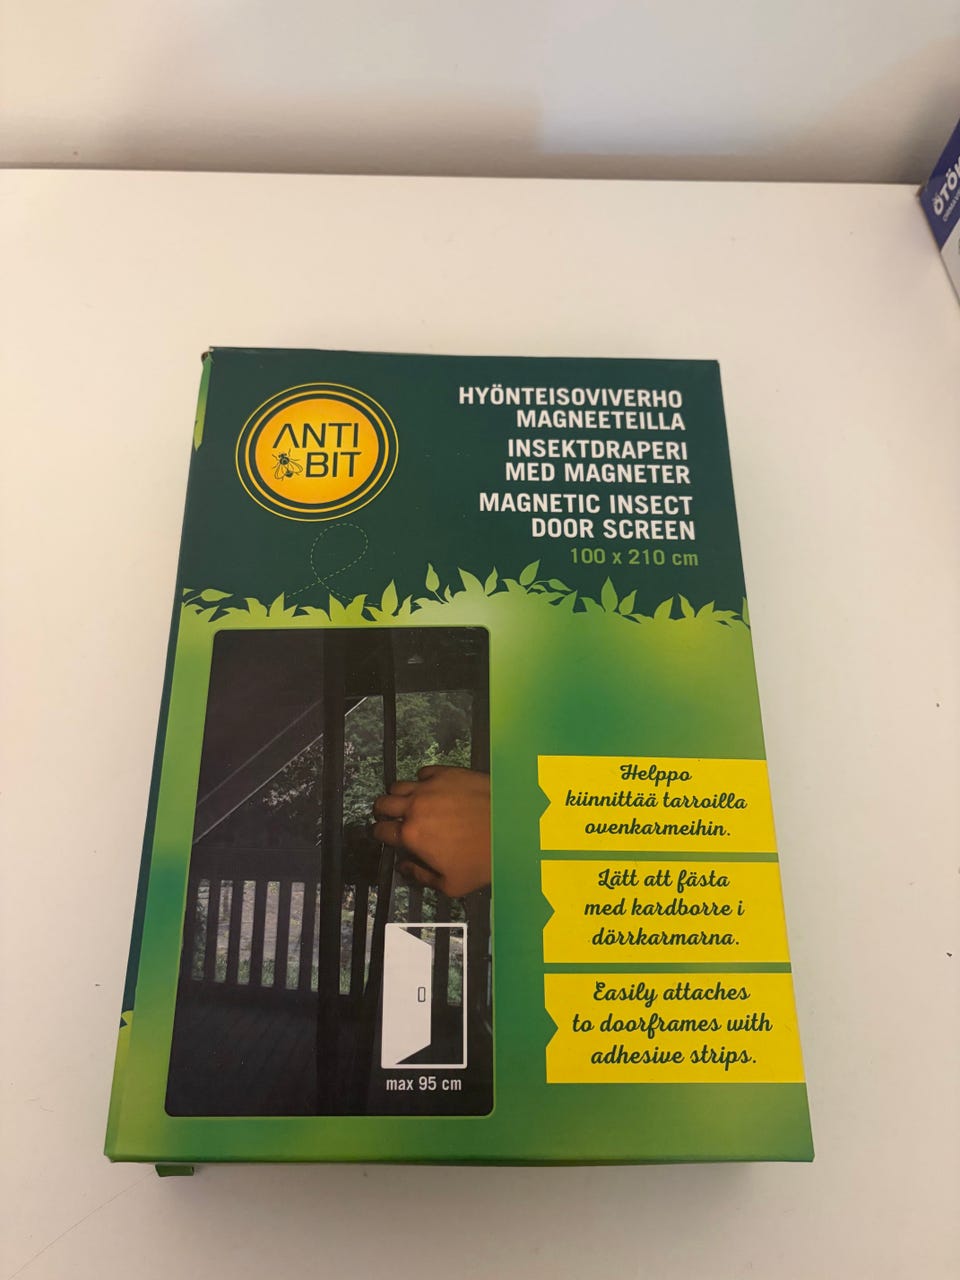 ANTI
BIT
HYÖNTEISOVIVERHO
MAGNEETEILLA
INSEKTDRAPERI
MED MAGNETER
MAGNETIC INSECT
DOOR SCREEN
100 x 210 cm
Helppo
kiinnittää tarroilla
ovenkarmeihin.
Lätt att fästa
med kardborre i
dörrkarmarna.
Easily attaches
to doorframes with
adhesive strips.
max 95 cm